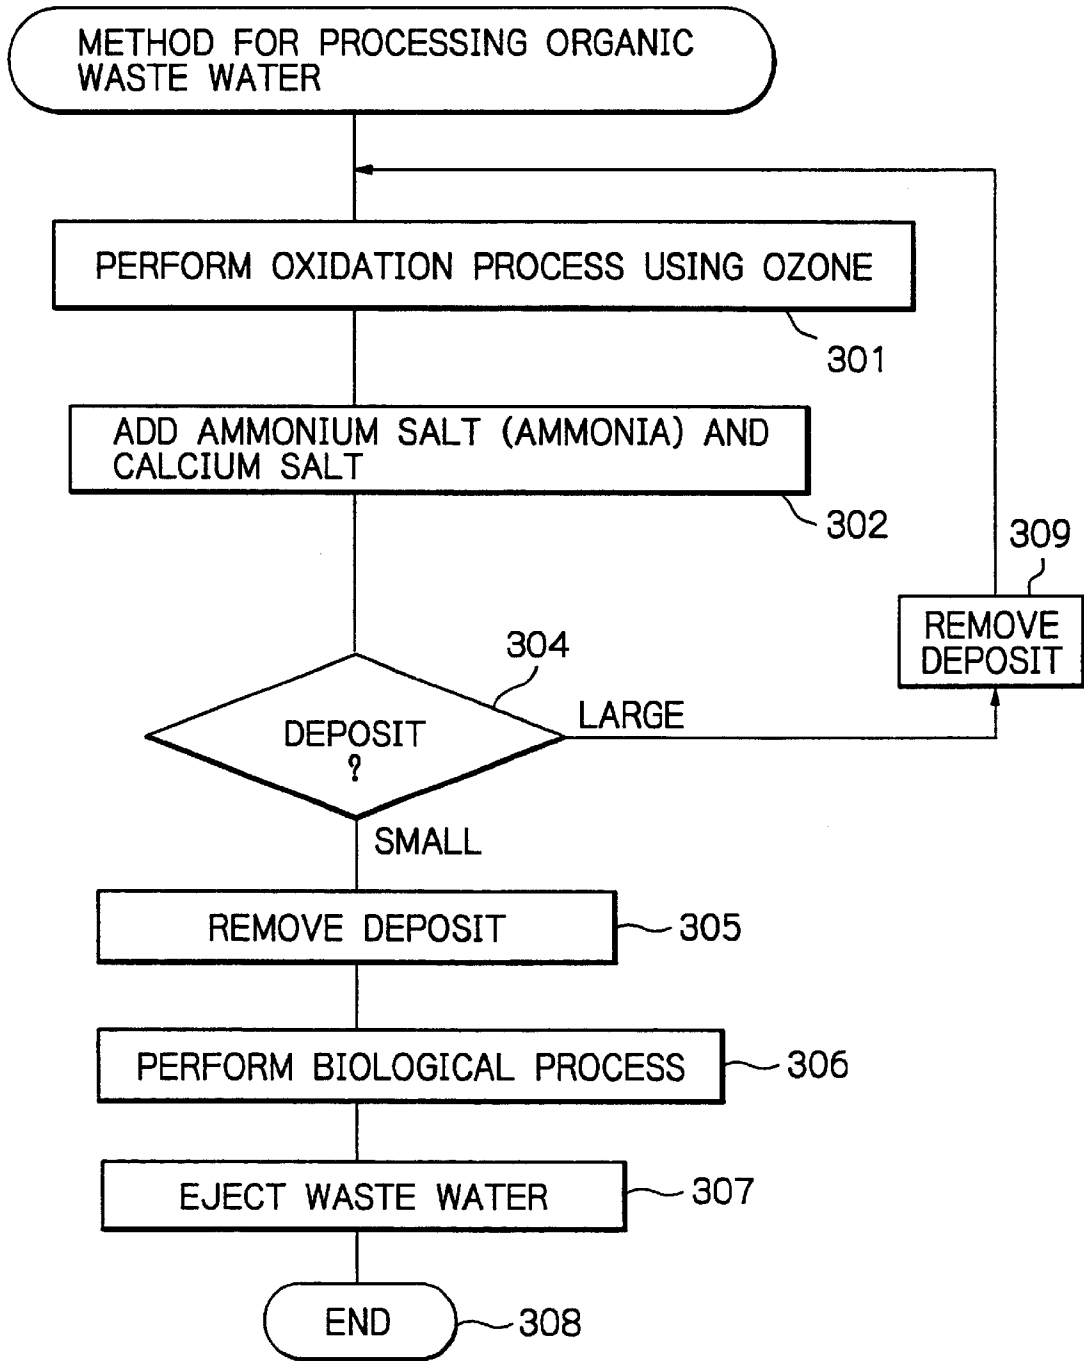 METHOD FOR PROCESSING ORGANIC
WASTE WATER
PERFORM OXIDATION PROCESS USING OZONE
301
ADD AMMONIUM SALT (AMMONIA) AND
CALCIUM SALT
302
309
REMOVE
DEPOSIT
304
DEPOSIT
?
LARGE
SMALL
REMOVE DEPOSIT
305
PERFORM BIOLOGICAL PROCESS
306
EJECT WASTE WATER
307
END
308